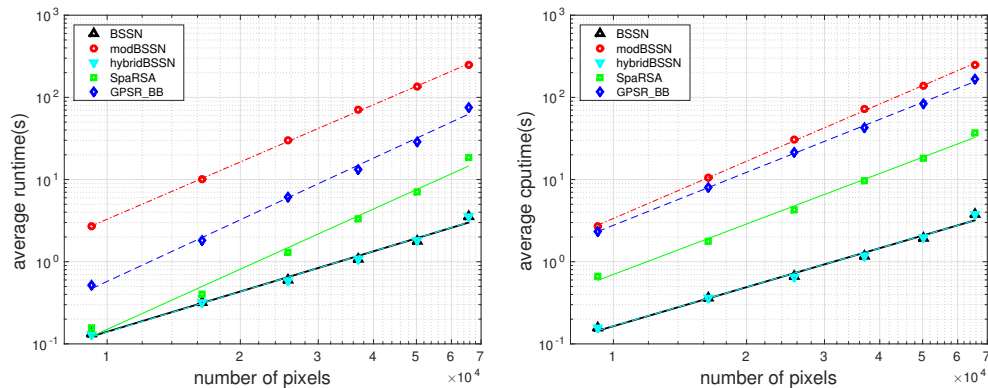 BSSN
modBSSN
hybridBSSN
SpaRSA
GPSR_BB
average runtime(s)
10^3
10^2
10^1
10^0
10^-1
1 2 3 4 5 6 7
×10^4
number of pixels
BSSN
modBSSN
hybridBSSN
SpaRSA
GPSR_BB
average cputime(s)
10^3
10^2
10^1
10^0
10^-1
1 2 3 4 5 6 7
×10^4
number of pixels